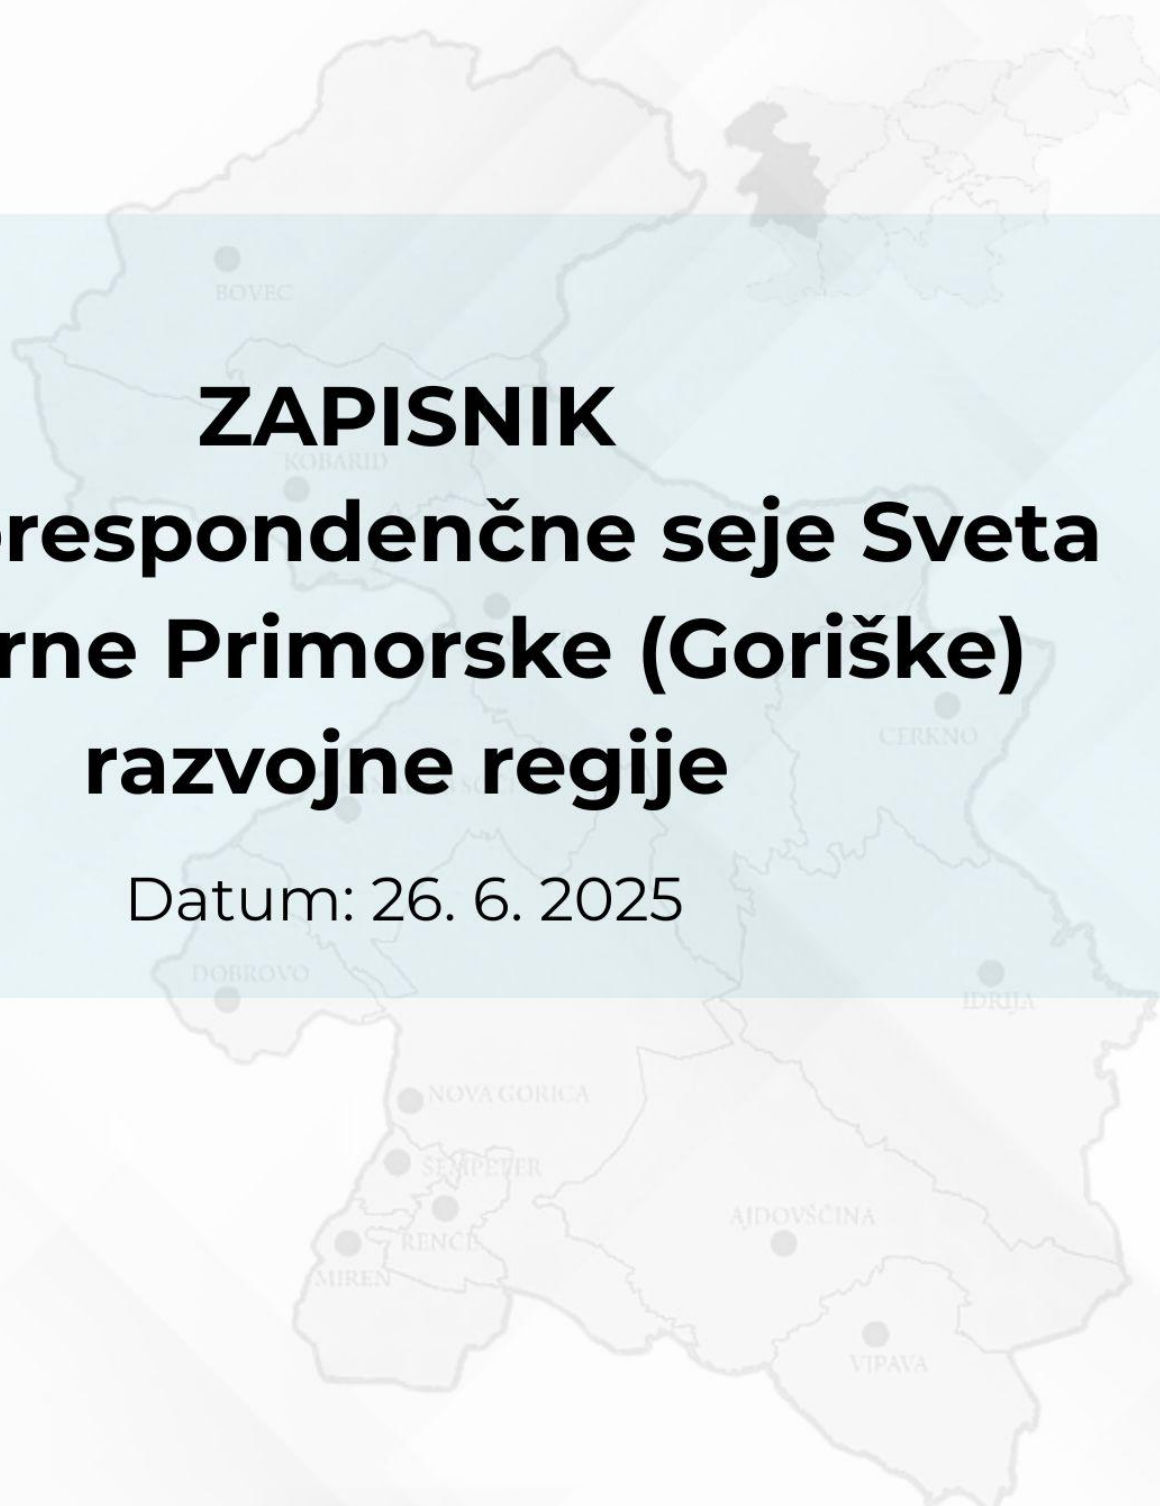 BOVEC
ZAPISNIK
KOBARID
respondenčne seje Sveta
rne Primorske (Goriške)
razvojne regije
CERKNO
Datum: 26. 6. 2025
DOBROVO
IDRIJA
NOVA GORICA
ŠEMPETER
AJDOVŠČINA
RENČE
MIREN
VIPAVA